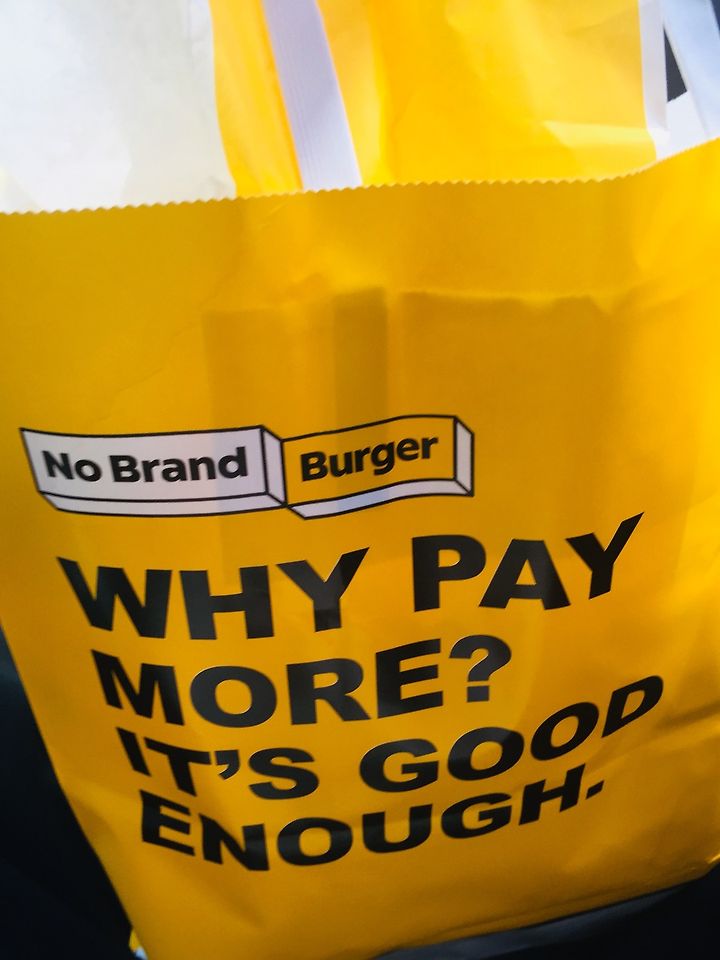 No Brand Burger
WHY PAY
MORE?
IT'S GOOD
ENOUGH.